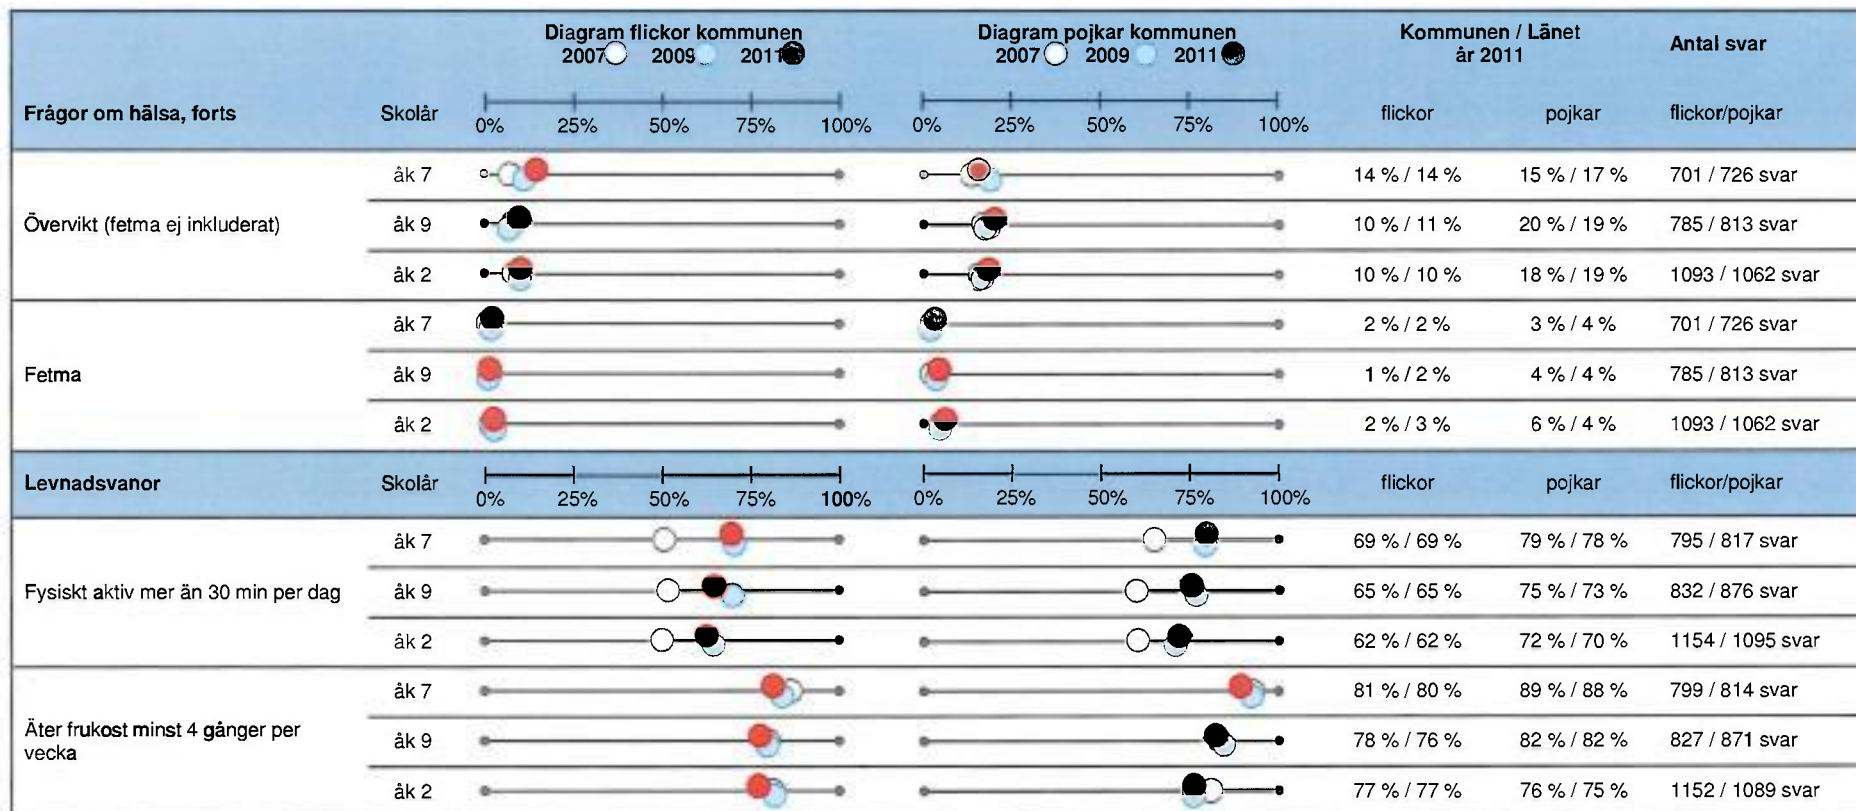 Diagram flickor kommunen Diagram pojkar kommunen Kommunen / Länet Antal svar
2007 2009 2011 2007 2009 2011 år 2011
Frågor om hälsa, forts Skolår 0% 25% 50% 75% 100% 0% 25% 50% 75% 100% flickor pojkar flickor/pojkar
åk 7 14 % / 14 % 15 % / 17 % 701 / 726 svar
Övervikt (fetma ej inkluderat) åk 9 10 % / 11 % 20 % / 19 % 785 / 813 svar
åk 2 10 % / 10 % 18 % / 19 % 1093 / 1062 svar
åk 7 2 % / 2 % 3 % / 4 % 701 / 726 svar
Fetma åk 9 1 % / 2 % 4 % / 4 % 785 / 813 svar
åk 2 2 % / 3 % 6 % / 4 % 1093 / 1062 svar
Levnadsvanor Skolår 0% 25% 50% 75% 100% 0% 25% 50% 75% 100% flickor pojkar flickor/pojkar
åk 7 69 % / 69 % 79 % / 78 % 795 / 817 svar
Fysiskt aktiv mer än 30 min per dag åk 9 65 % / 65 % 75 % / 73 % 832 / 876 svar
åk 2 62 % / 62 % 72 % / 70 % 1154 / 1095 svar
åk 7 81 % / 80 % 89 % / 88 % 799 / 814 svar
Äter frukost minst 4 gånger per
vecka åk 9 78 % / 76 % 82 % / 82 % 827 / 871 svar
åk 2 77 % / 77 % 76 % / 75 % 1152 / 1089 svar